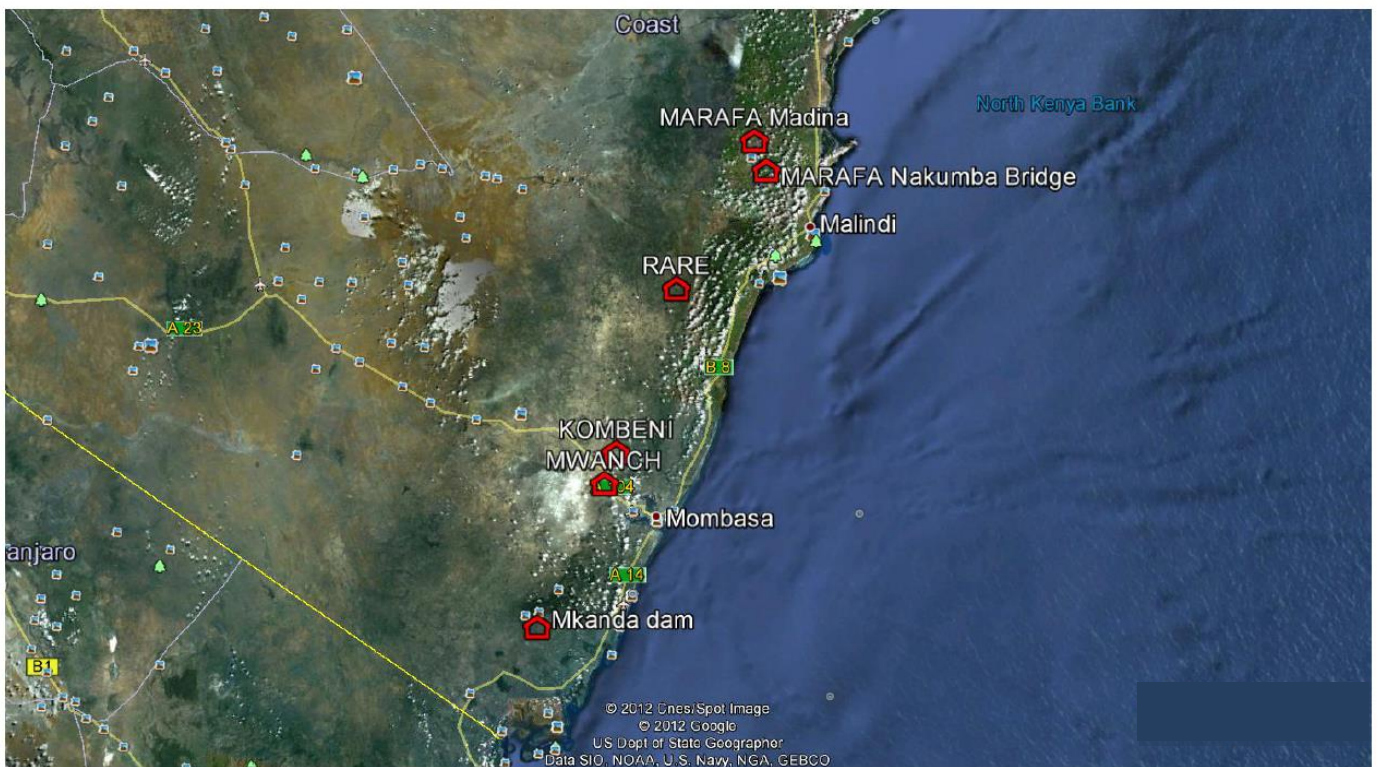 Coast
North Kenya Bank
MARAFA Madina
MARAFA Nakumba Bridge
Malindi
RARE
A 23
B 8
KOMBENI
MWANCH
Mombasa
anjaro
A 14
Mkanda dam
B1
© 2012 Cnes/Spot Image
© 2012 Google
US Dept of State Geographer
Data SIO, NOAA, U.S. Navy, NGA, GEBCO